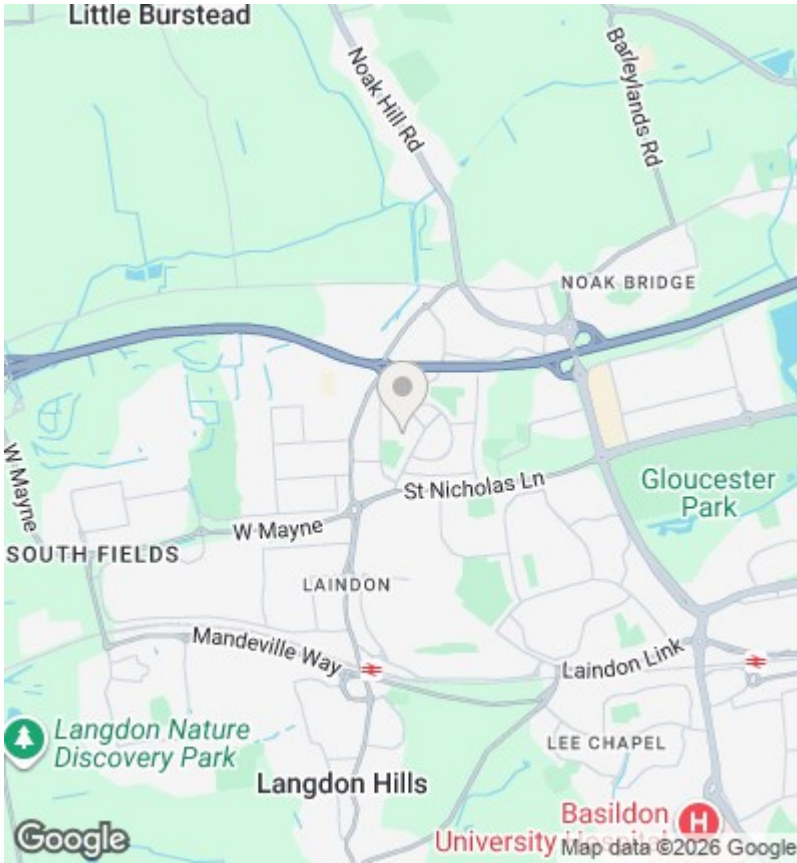 Little Burstead
Noak Hill Rd
Barleylands Rd
NOAK BRIDGE
W Mayne
St Nicholas Ln
Gloucester
Park
W Mayne
SOUTH FIELDS
LAINDON
Mandeville Way
Laindon Link
Langdon Nature
Discovery Park
LEE CHAPEL
Langdon Hills
Basildon
University Hospital
H
Google
Map data ©2026 Google